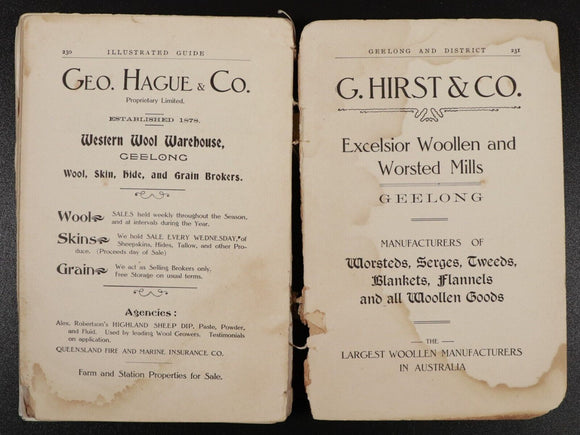 230 ILLUSTRATED GUIDE
GEO. HAGUE & CO.
Proprietary Limited.
ESTABLISHED 1878.
Western Wool Warehouse,
GEELONG
Wool, Skin, Hide, and Grain Brokers.
Wool SALES held weekly throughout the Season,
and at intervals during the Year.
Skins We hold SALE EVERY WEDNESDAY, of
Sheepskins, Hides, Tallow, and other Pro-
duce. (Proceeds day of Sale)
Grain We act as Selling Brokers only.
Free Storage on usual terms.
Agencies:
Alex. Robertson's HIGHLAND SHEEP DIP, Paste, Powder,
and Fluid. Used by leading Wool Growers. Testimonials
on application.
QUEENSLAND FIRE AND MARINE INSURANCE CO.
Farm and Station Properties for Sale.
GEELONG AND DISTRICT 231
G. HIRST & CO.
Excelsior Woollen and
Worsted Mills
GEELONG
MANUFACTURERS OF
Worsteds, Serges, Tweeds,
Blankets, Flannels
and all Woollen Goods
THE
LARGEST WOOLLEN MANUFACTURERS
IN AUSTRALIA